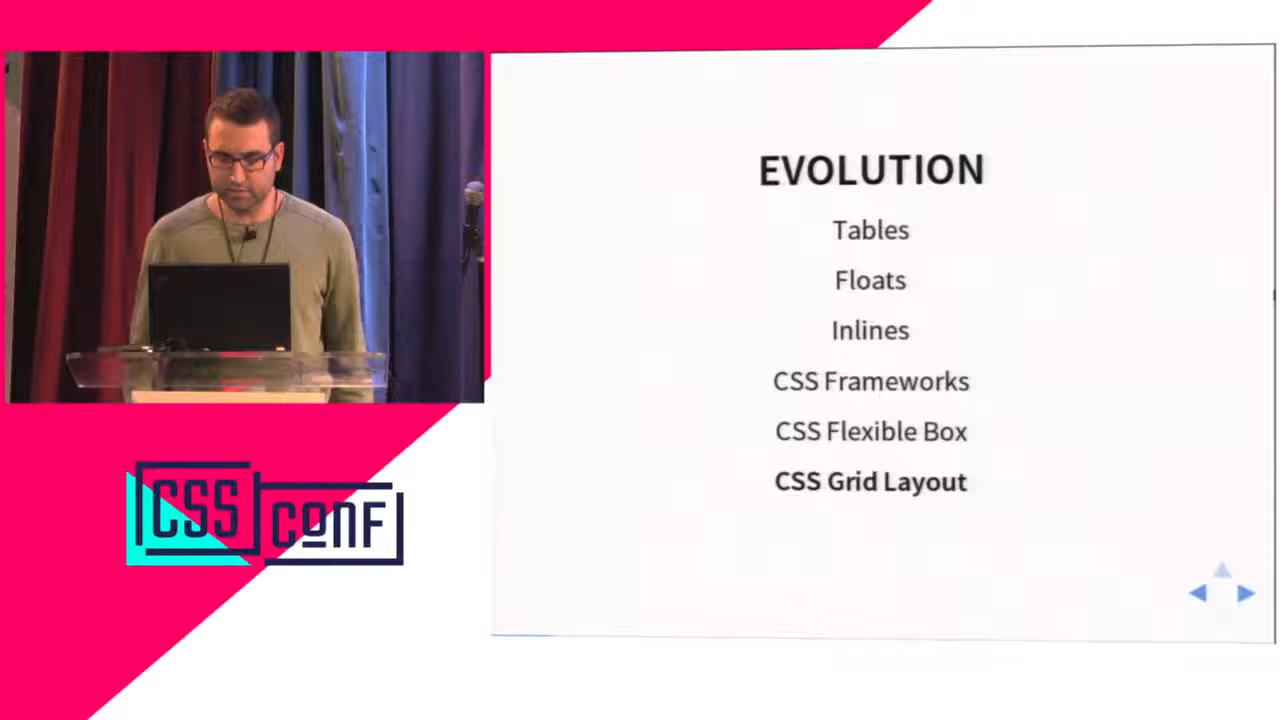 EVOLUTION
Tables
Floats
Inlines
CSS Frameworks
CSS Flexible Box
CSS Grid Layout
CSS
CONF